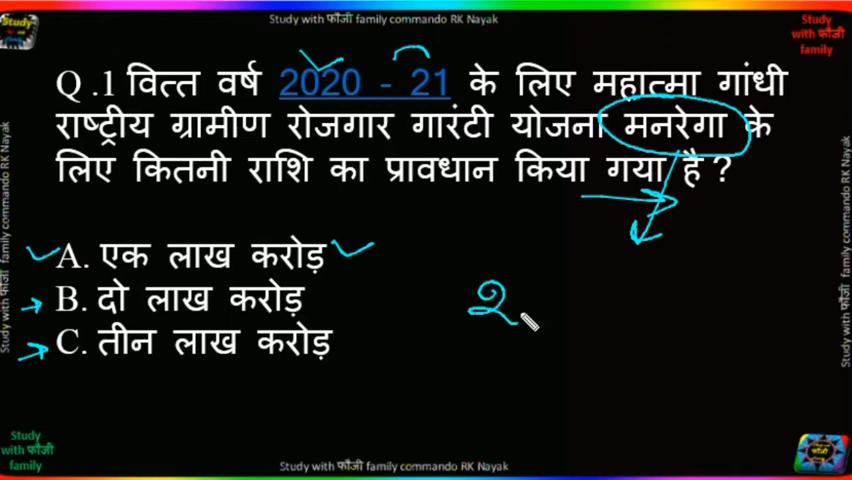 Study with फौजी family commando RK Nayak
Study
Study with फौजी family
Q .1 वित्त वर्ष 2020 - 21 के लिए महात्मा गांधी
राष्ट्रीय ग्रामीण रोजगार गारंटी योजना मनरेगा के
लिए कितनी राशि का प्रावधान किया गया है ?
A. एक लाख करोड़
B. दो लाख करोड़
C. तीन लाख करोड़
२
Study with फौजी family commando RK Nayak
Study with फौजी family commando RK Nayak
Study
with फौजी
family
Study with फौजी family commando RK Nayak